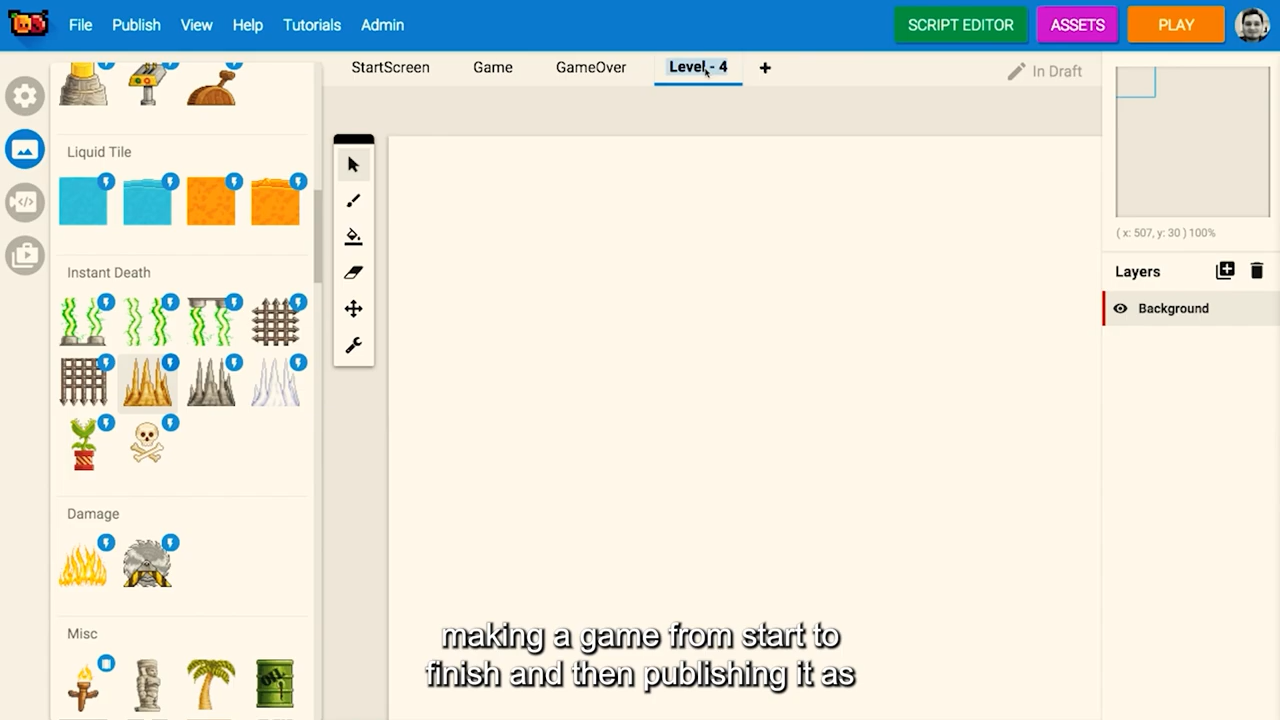 File Publish View Help Tutorials Admin SCRIPT EDITOR ASSETS PLAY
StartScreen Game GameOver Level - 4 + In Draft
Liquid Tile
Instant Death
Damage
Misc
OIL
( x: 507, y: 30 ) 100%
Layers
Background
making a game from start to
finish and then publishing it as